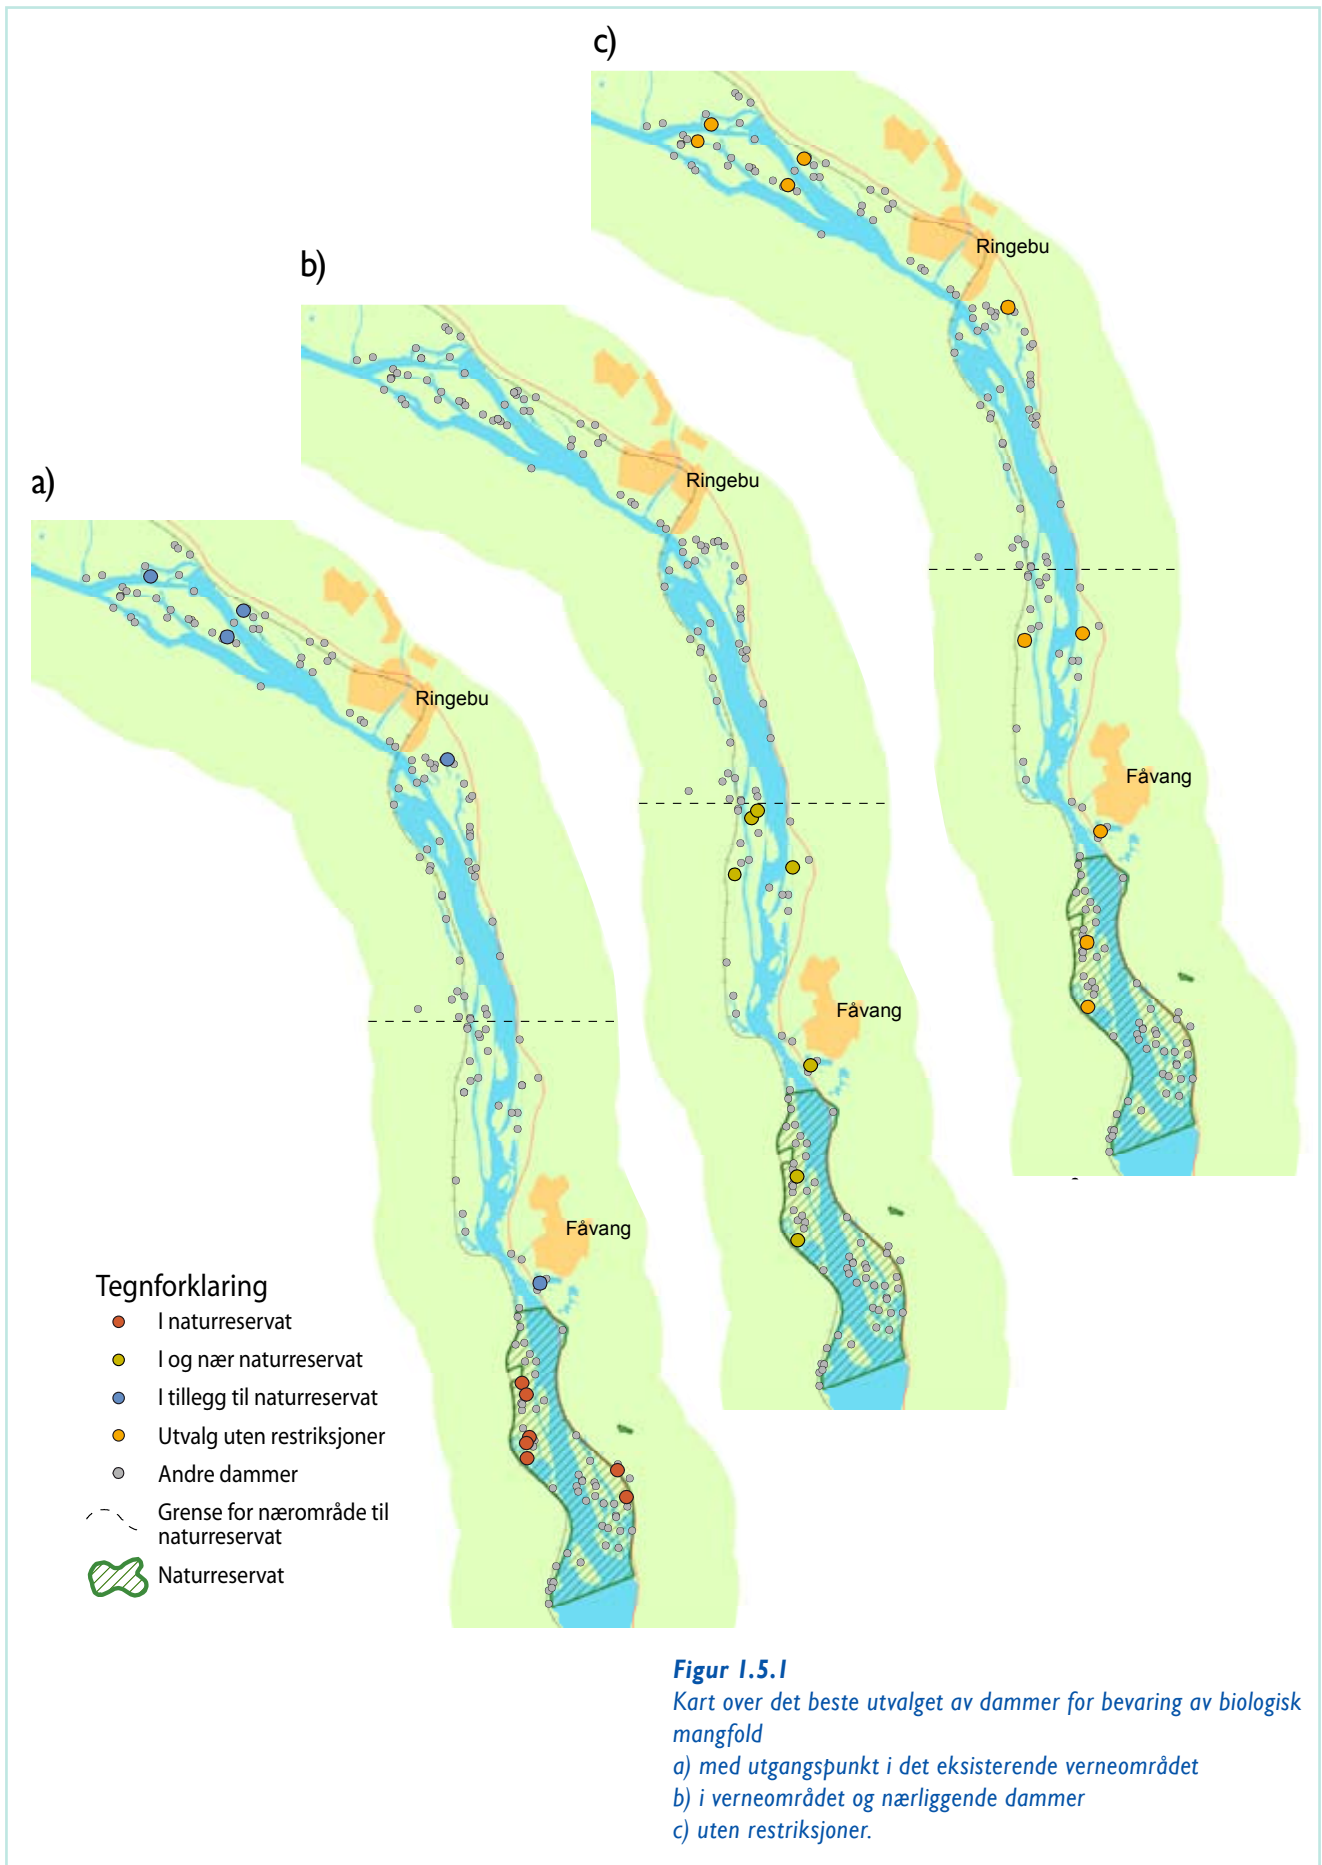 c)
Ringebu
b)
Ringebu
a)
Fåvang
Ringebu
Fåvang
Fåvang
Tegnforklaring
I naturreservat
I og nær naturreservat
I tillegg til naturreservat
Utvalg uten restriksjoner
Andre dammer
Grense for nærområde til
naturreservat
Naturreservat
Figur 1.5.1
Kart over det beste utvalget av dammer for bevaring av biologisk
mangfold
a) med utgangspunkt i det eksisterende verneområdet
b) i verneområdet og nærliggende dammer
c) uten restriksjoner.